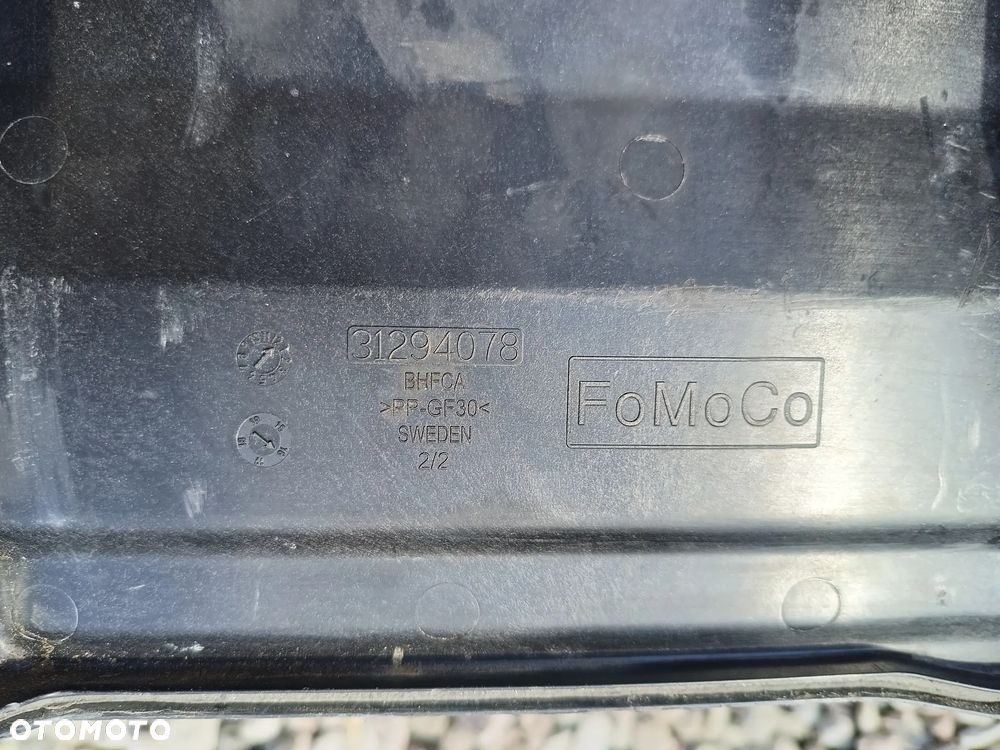 31294078
BHFCA
>PP-GF30<
SWEDEN
2/2
FoMoCo
OTOMOTO